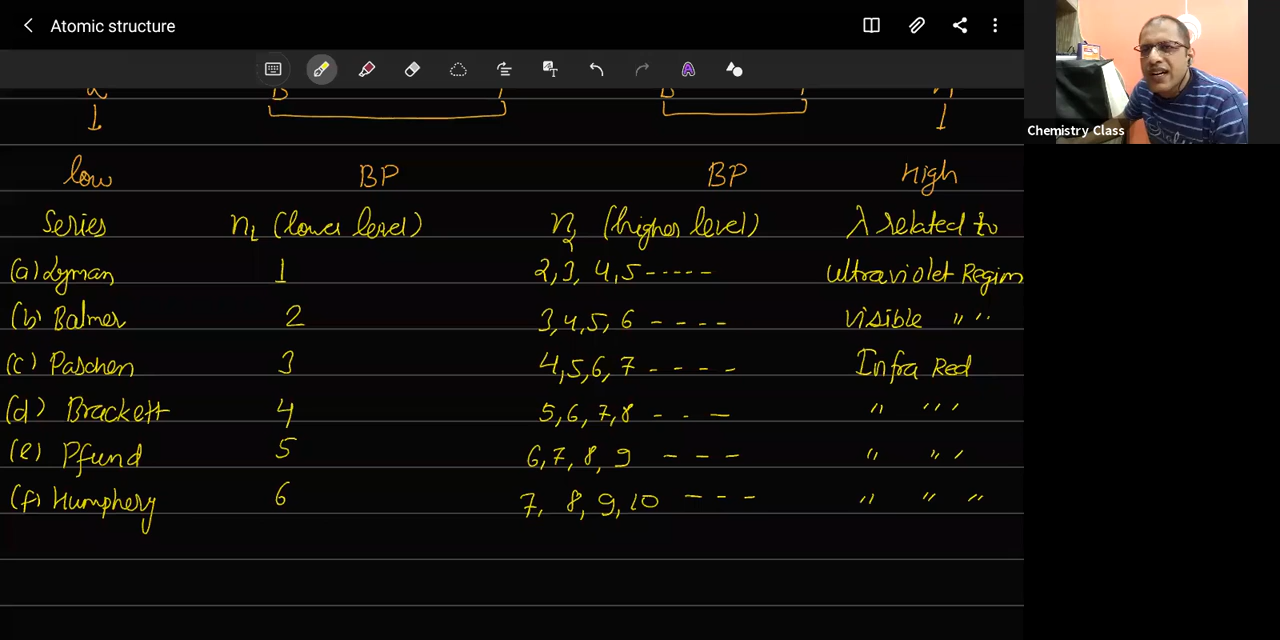 Atomic structure
Chemistry Class
low BP BP High
Series n1 (lower level) n2 (higher level) λ related to
(a) Lyman 1 2,3, 4,5----- Ultraviolet Region
(b) Balmer 2 3,4,5, 6 ---- visible " "
(c) Paschen 3 4,5,6,7 ---- Infra Red
(d) Brackett 4 5,6,7,8 --- " "
(e) Pfund 5 6,7,8,9 --- " "
(f) Humphery 6 7, 8, 9,10 --- " " "